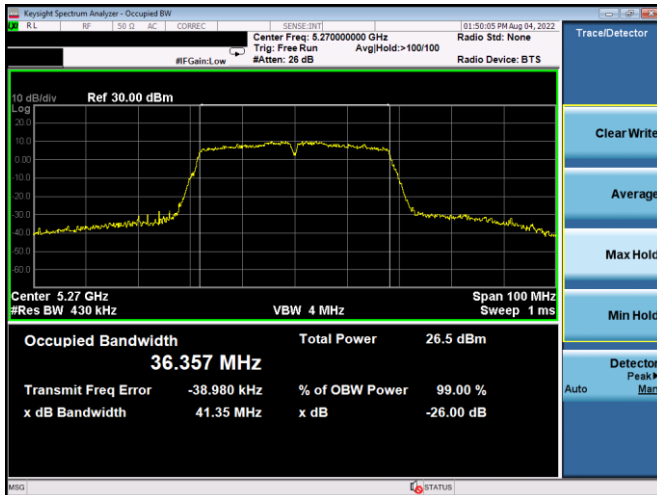 Keysight Spectrum Analyzer - Occupied BW
RL RF 50 Ω AC CORREC SENSE:INT 01:50:05 PM Aug 04, 2022
Center Freq: 5.270000000 GHz Radio Std: None
Trig: Free Run Avg|Hold:>100/100
#IFGain:Low #Atten: 26 dB Radio Device: BTS
10 dB/div Ref 30.00 dBm
Log
20.0
10.0
0.00
-10.0
-20.0
-30.0
-40.0
-50.0
-60.0
Center 5.27 GHz Span 100 MHz
#Res BW 430 kHz VBW 4 MHz Sweep 1 ms
Occupied Bandwidth Total Power 26.5 dBm
36.357 MHz
Transmit Freq Error -38.980 kHz % of OBW Power 99.00 %
x dB Bandwidth 41.35 MHz x dB -26.00 dB
MSG STATUS
Trace/Detector
Clear Write
Average
Max Hold
Min Hold
Detector
Peak
Auto Man